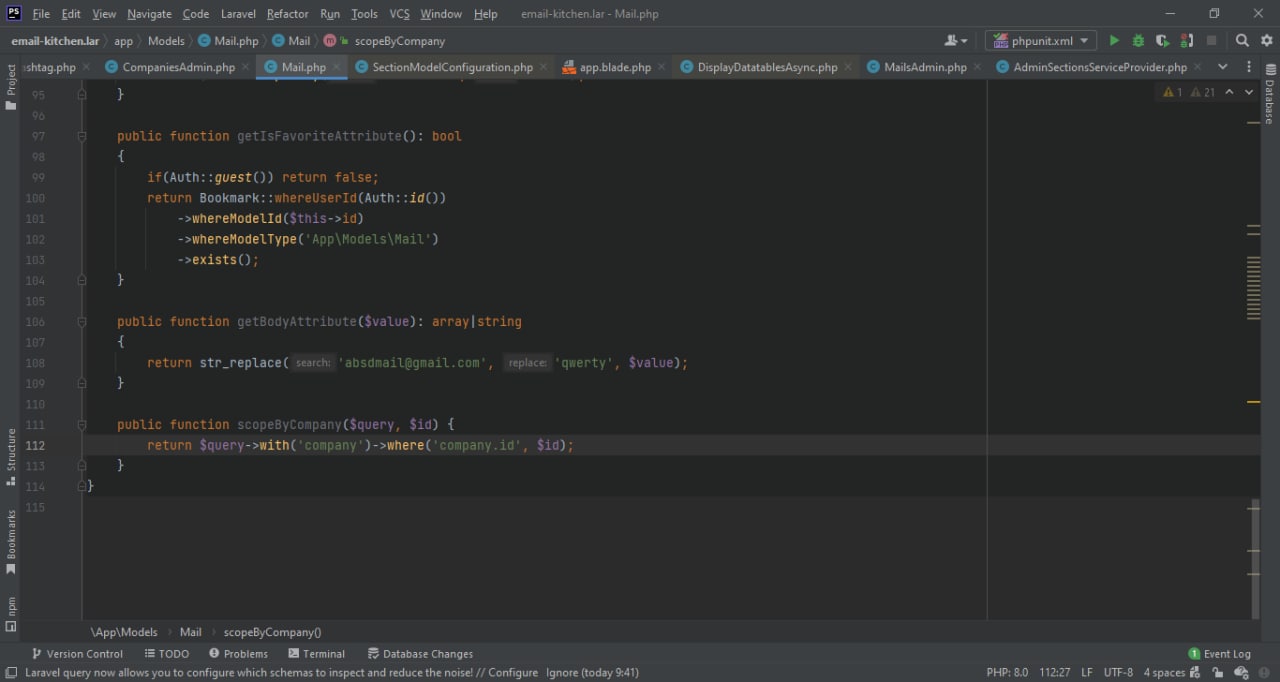 PS File Edit View Navigate Code Laravel Refactor Run Tools VCS Window Help email-kitchen.lar - Mail.php
email-kitchen.lar app Models Mail.php Mail m scopeByCompany phpunit.xml
shtag.php CompaniesAdmin.php Mail.php SectionModelConfiguration.php app.blade.php DisplayDatatablesAsync.php MailsAdmin.php AdminSectionsServiceProvider.php
Project
Database
1 21
95 }
96
97 public function getIsFavoriteAttribute(): bool
98 {
99 if(Auth::guest()) return false;
100 return Bookmark::whereUserId(Auth::id())
101 ->whereModelId($this->id)
102 ->whereModelType('App\Models\Mail')
103 ->exists();
104 }
105
106 public function getBodyAttribute($value): array|string
107 {
108 return str_replace( search: 'absdmail@gmail.com', replace: 'qwerty', $value);
109 }
110
111 public function scopeByCompany($query, $id) {
112 return $query->with('company')->where('company.id', $id);
113 }
114 }
115
Structure
Bookmarks
npm
\App\Models Mail scopeByCompany()
Version Control TODO Problems Terminal Database Changes 1 Event Log
Laravel query now allows you to configure which schemas to inspect and reduce the noise! // Configure Ignore (today 9:41) PHP: 8.0 112:27 LF UTF-8 4 spaces